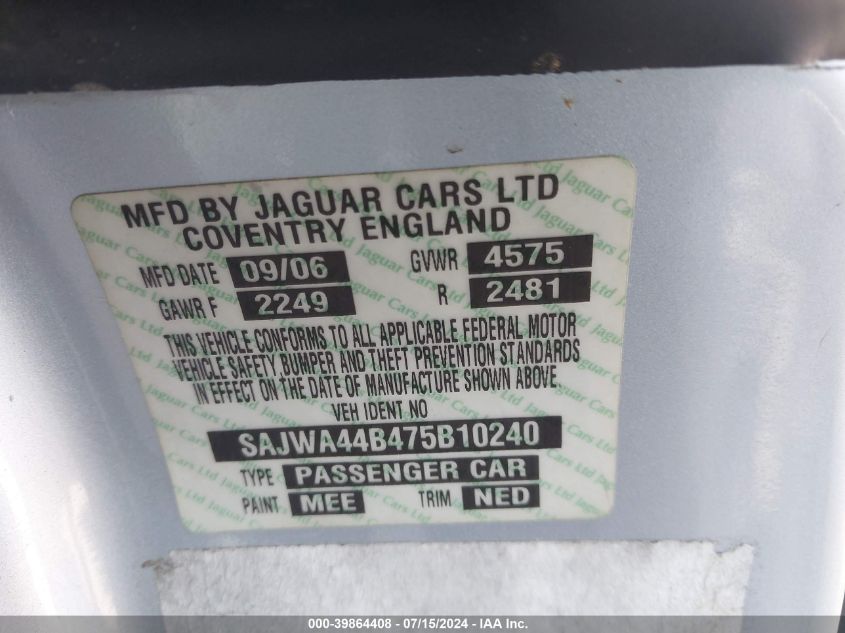 MFD BY JAGUAR CARS LTD
COVENTRY ENGLAND
MFD DATE 09/06 GVWR 4575
GAWR F 2249 R 2481
THIS VEHICLE CONFORMS TO ALL APPLICABLE FEDERAL MOTOR
VEHICLE SAFETY BUMPER AND THEFT PREVENTION STANDARDS
IN EFFECT ON THE DATE OF MANUFACTURE SHOWN ABOVE.
VEH IDENT NO
SAJWA44B475B10240
TYPE PASSENGER CAR
PAINT MEE TRIM NED
000-39864408 - 07/15/2024 - IAA Inc.